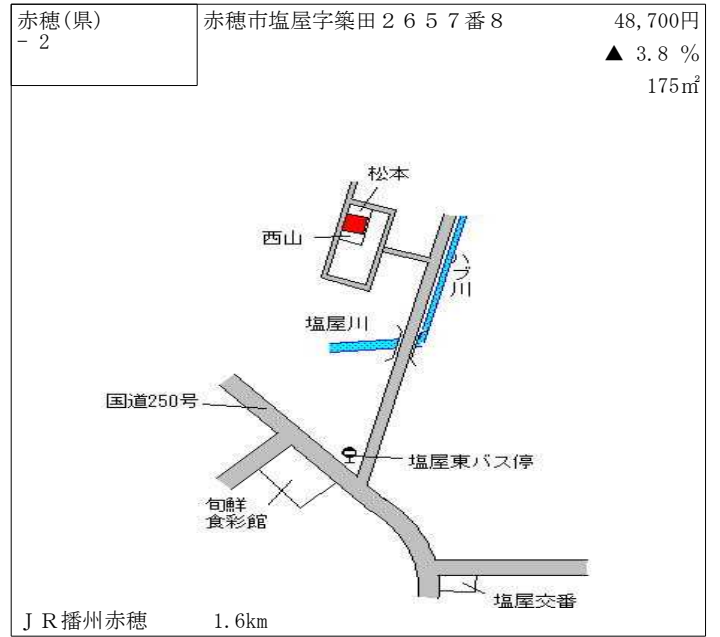 赤穂(県)
- 2
赤穂市塩屋字築田２６５７番８
48,700円
▲ 3.8 %
175㎡
松本
西山
ハブ川
塩屋川
国道250号
塩屋東バス停
旬鮮
食彩館
塩屋交番
ＪＲ播州赤穂 1.6km